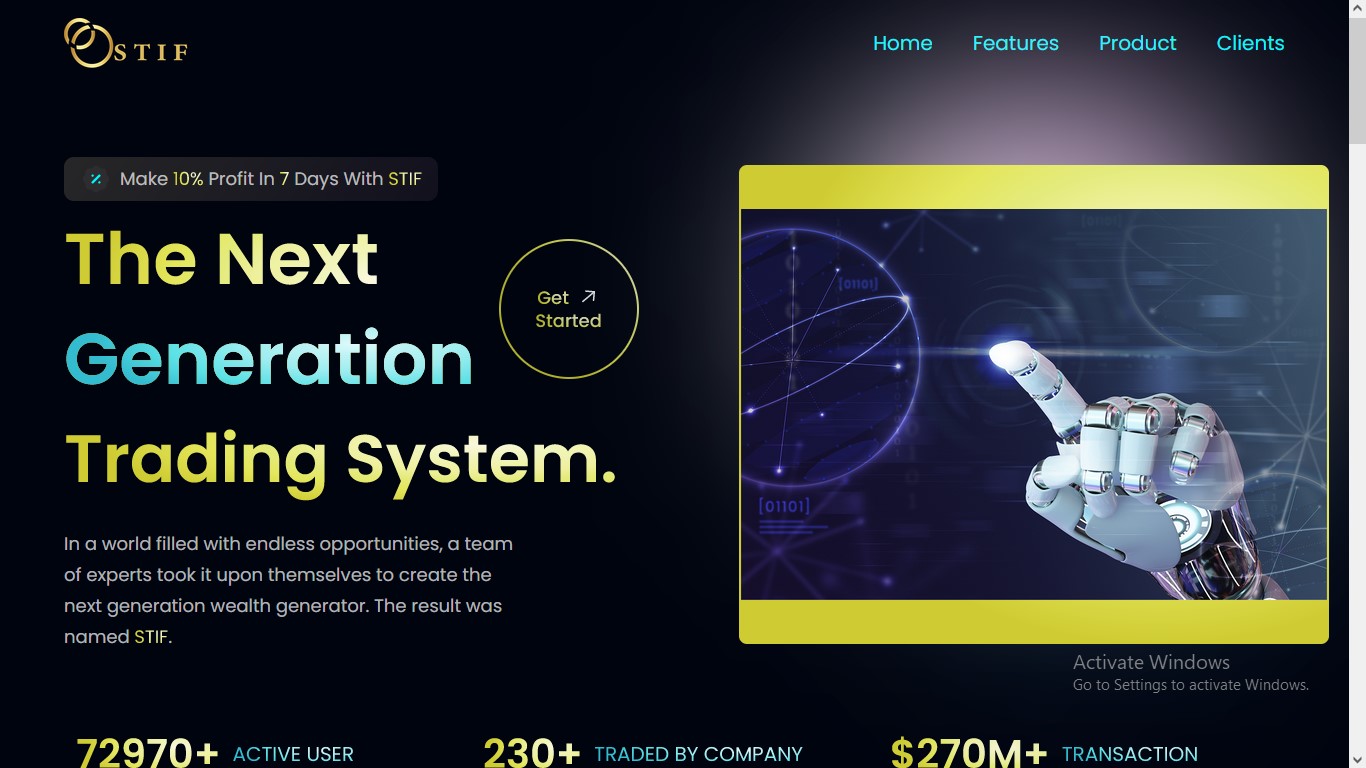 STIF
Home Features Product Clients
Make 10% Profit In 7 Days With STIF
The Next
Generation
Trading System.
Get
Started
In a world filled with endless opportunities, a team
of experts took it upon themselves to create the
next generation wealth generator. The result was
named STIF.
[01101]
[01101]
[01101]
Activate Windows
Go to Settings to activate Windows.
72970+ ACTIVE USER
230+ TRADED BY COMPANY
$270M+ TRANSACTION